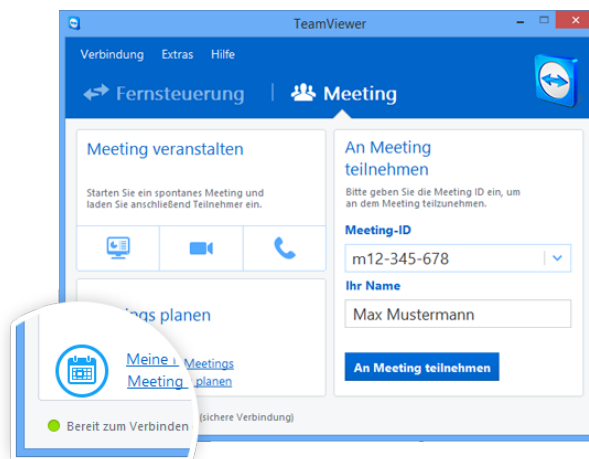 TeamViewer
Verbindung Extras Hilfe
Fernsteuerung
Meeting
Meeting veranstalten
Starten Sie ein spontanes Meeting und
laden Sie anschließend Teilnehmer ein.
An Meeting
teilnehmen
Bitte geben Sie die Meeting ID ein, um
an dem Meeting teilzunehmen.
Meeting-ID
m12-345-678
Ihr Name
Max Mustermann
An Meeting teilnehmen
planen
Meine Meetings
Meeting planen
Bereit zum Verbinden (sichere Verbindung)